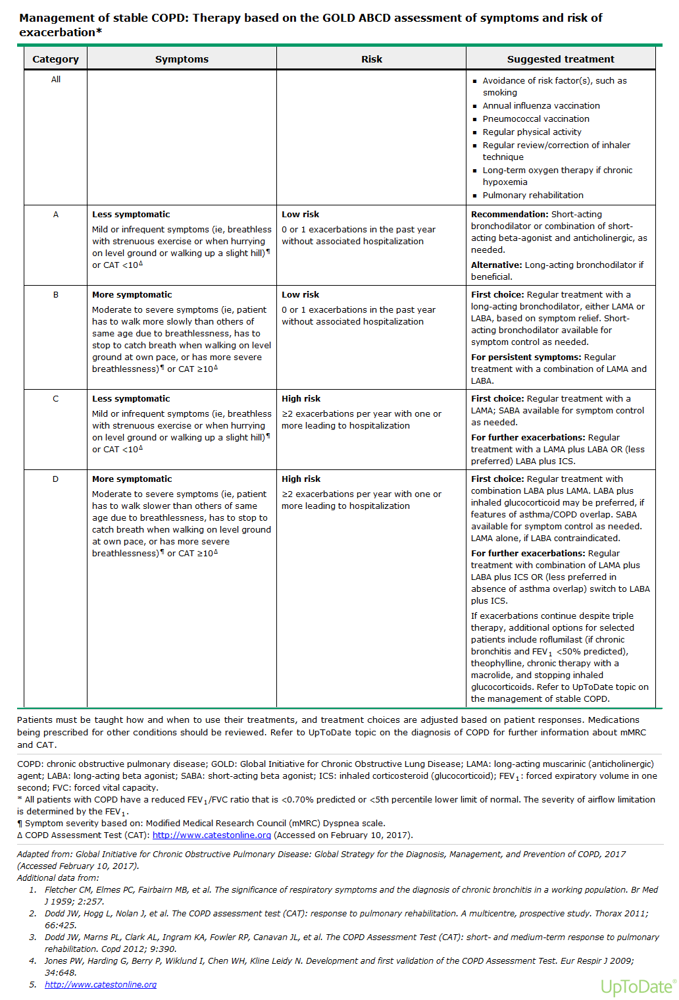 Management of stable COPD: Therapy based on the GOLD ABCD assessment of symptoms and risk of
exacerbation*
Category
Symptoms
Risk
Suggested treatment
All
▪ Avoidance of risk factor(s), such as
smoking
▪ Annual influenza vaccination
▪ Pneumococcal vaccination
▪ Regular physical activity
▪ Regular review/correction of inhaler
technique
▪ Long-term oxygen therapy if chronic
hypoxemia
▪ Pulmonary rehabilitation
A
Less symptomatic
Mild or infrequent symptoms (ie, breathless
with strenuous exercise or when hurrying
on level ground or walking up a slight hill)¶
or CAT <10Δ
Low risk
0 or 1 exacerbations in the past year
without associated hospitalization
Recommendation: Short-acting
bronchodilator or combination of short-
acting beta-agonist and anticholinergic, as
needed.
Alternative: Long-acting bronchodilator if
beneficial.
B
More symptomatic
Moderate to severe symptoms (ie, patient
has to walk more slowly than others of
same age due to breathlessness, has to
stop to catch breath when walking on level
ground at own pace, or has more severe
breathlessness)¶ or CAT ≥10Δ
Low risk
0 or 1 exacerbations in the past year
without associated hospitalization
First choice: Regular treatment with a
long-acting bronchodilator, either LAMA or
LABA, based on symptom relief. Short-
acting bronchodilator available for
symptom control as needed.
For persistent symptoms: Regular
treatment with a combination of LAMA and
LABA.
C
Less symptomatic
Mild or infrequent symptoms (ie, breathless
with strenuous exercise or when hurrying
on level ground or walking up a slight hill)¶
or CAT <10Δ
High risk
≥2 exacerbations per year with one or
more leading to hospitalization
First choice: Regular treatment with a
LAMA; SABA available for symptom control
as needed.
For further exacerbations: Regular
treatment with a LAMA plus LABA OR (less
preferred) LABA plus ICS.
D
More symptomatic
Moderate to severe symptoms (ie, patient
has to walk slower than others of same
age due to breathlessness, has to stop to
catch breath when walking on level ground
at own pace, or has more severe
breathlessness)¶ or CAT ≥10Δ
High risk
≥2 exacerbations per year with one or
more leading to hospitalization
First choice: Regular treatment with
combination LABA plus LAMA. LABA plus
inhaled glucocorticoid may be preferred, if
features of asthma/COPD overlap. SABA
available for symptom control as needed.
LAMA alone, if LABA contraindicated.
For further exacerbations: Regular
treatment with combination of LAMA plus
LABA plus ICS OR (less preferred in
absence of asthma overlap) switch to LABA
plus ICS.
If exacerbations continue despite triple
therapy, additional options for selected
patients include roflumilast (if chronic
bronchitis and FEV1 <50% predicted),
theophylline, chronic therapy with a
macrolide, and stopping inhaled
glucocorticoids. Refer to UpToDate topic on
the management of stable COPD.
Patients must be taught how and when to use their treatments, and treatment choices are adjusted based on patient responses. Medications
being prescribed for other conditions should be reviewed. Refer to UpToDate topic on the diagnosis of COPD for further information about mMRC
and CAT.
COPD: chronic obstructive pulmonary disease; GOLD: Global Initiative for Chronic Obstructive Lung Disease; LAMA: long-acting muscarinic (anticholinergic)
agent; LABA: long-acting beta agonist; SABA: short-acting beta agonist; ICS: inhaled corticosteroid (glucocorticoid); FEV1: forced expiratory volume in one
second; FVC: forced vital capacity.
* All patients with COPD have a reduced FEV1/FVC ratio that is <0.70% predicted or <5th percentile lower limit of normal. The severity of airflow limitation
is determined by the FEV1.
¶ Symptom severity based on: Modified Medical Research Council (mMRC) Dyspnea scale.
Δ COPD Assessment Test (CAT): http://www.catestonline.org (Accessed on February 10, 2017).
Adapted from: Global Initiative for Chronic Obstructive Pulmonary Disease: Global Strategy for the Diagnosis, Management, and Prevention of COPD, 2017
(Accessed February 10, 2017).
Additional data from:
1. Fletcher CM, Elmes PC, Fairbairn MB, et al. The significance of respiratory symptoms and the diagnosis of chronic bronchitis in a working population. Br Med
J 1959; 2:257.
2. Dodd JW, Hogg L, Nolan J, et al. The COPD assessment test (CAT): response to pulmonary rehabilitation. A multicentre, prospective study. Thorax 2011;
66:425.
3. Dodd JW, Marns PL, Clark AL, Ingram KA, Fowler RP, Canavan JL, et al. The COPD Assessment Test (CAT): short- and medium-term response to pulmonary
rehabilitation. Copd 2012; 9:390.
4. Jones PW, Harding G, Berry P, Wiklund I, Chen WH, Kline Leidy N. Development and first validation of the COPD Assessment Test. Eur Respir J 2009;
34:648.
5. http://www.catestonline.org
UpToDate®